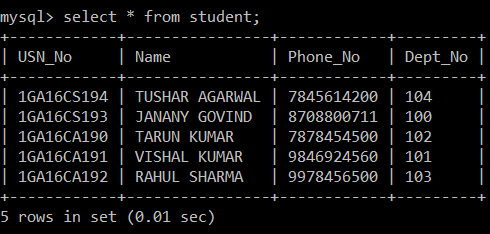 mysql> select * from student;
+------------+----------------+------------+---------+
| USN_No     | Name           | Phone_No   | Dept_No |
+------------+----------------+------------+---------+
| 1GA16CS194 | TUSHAR AGARWAL | 7845614200 | 104     |
| 1GA16CS193 | JANANY GOVIND  | 8708800711 | 100     |
| 1GA16CA190 | TARUN KUMAR    | 7878454500 | 102     |
| 1GA16CA191 | VISHAL KUMAR   | 9846924560 | 101     |
| 1GA16CA192 | RAHUL SHARMA   | 9978456500 | 103     |
+------------+----------------+------------+---------+
5 rows in set (0.01 sec)